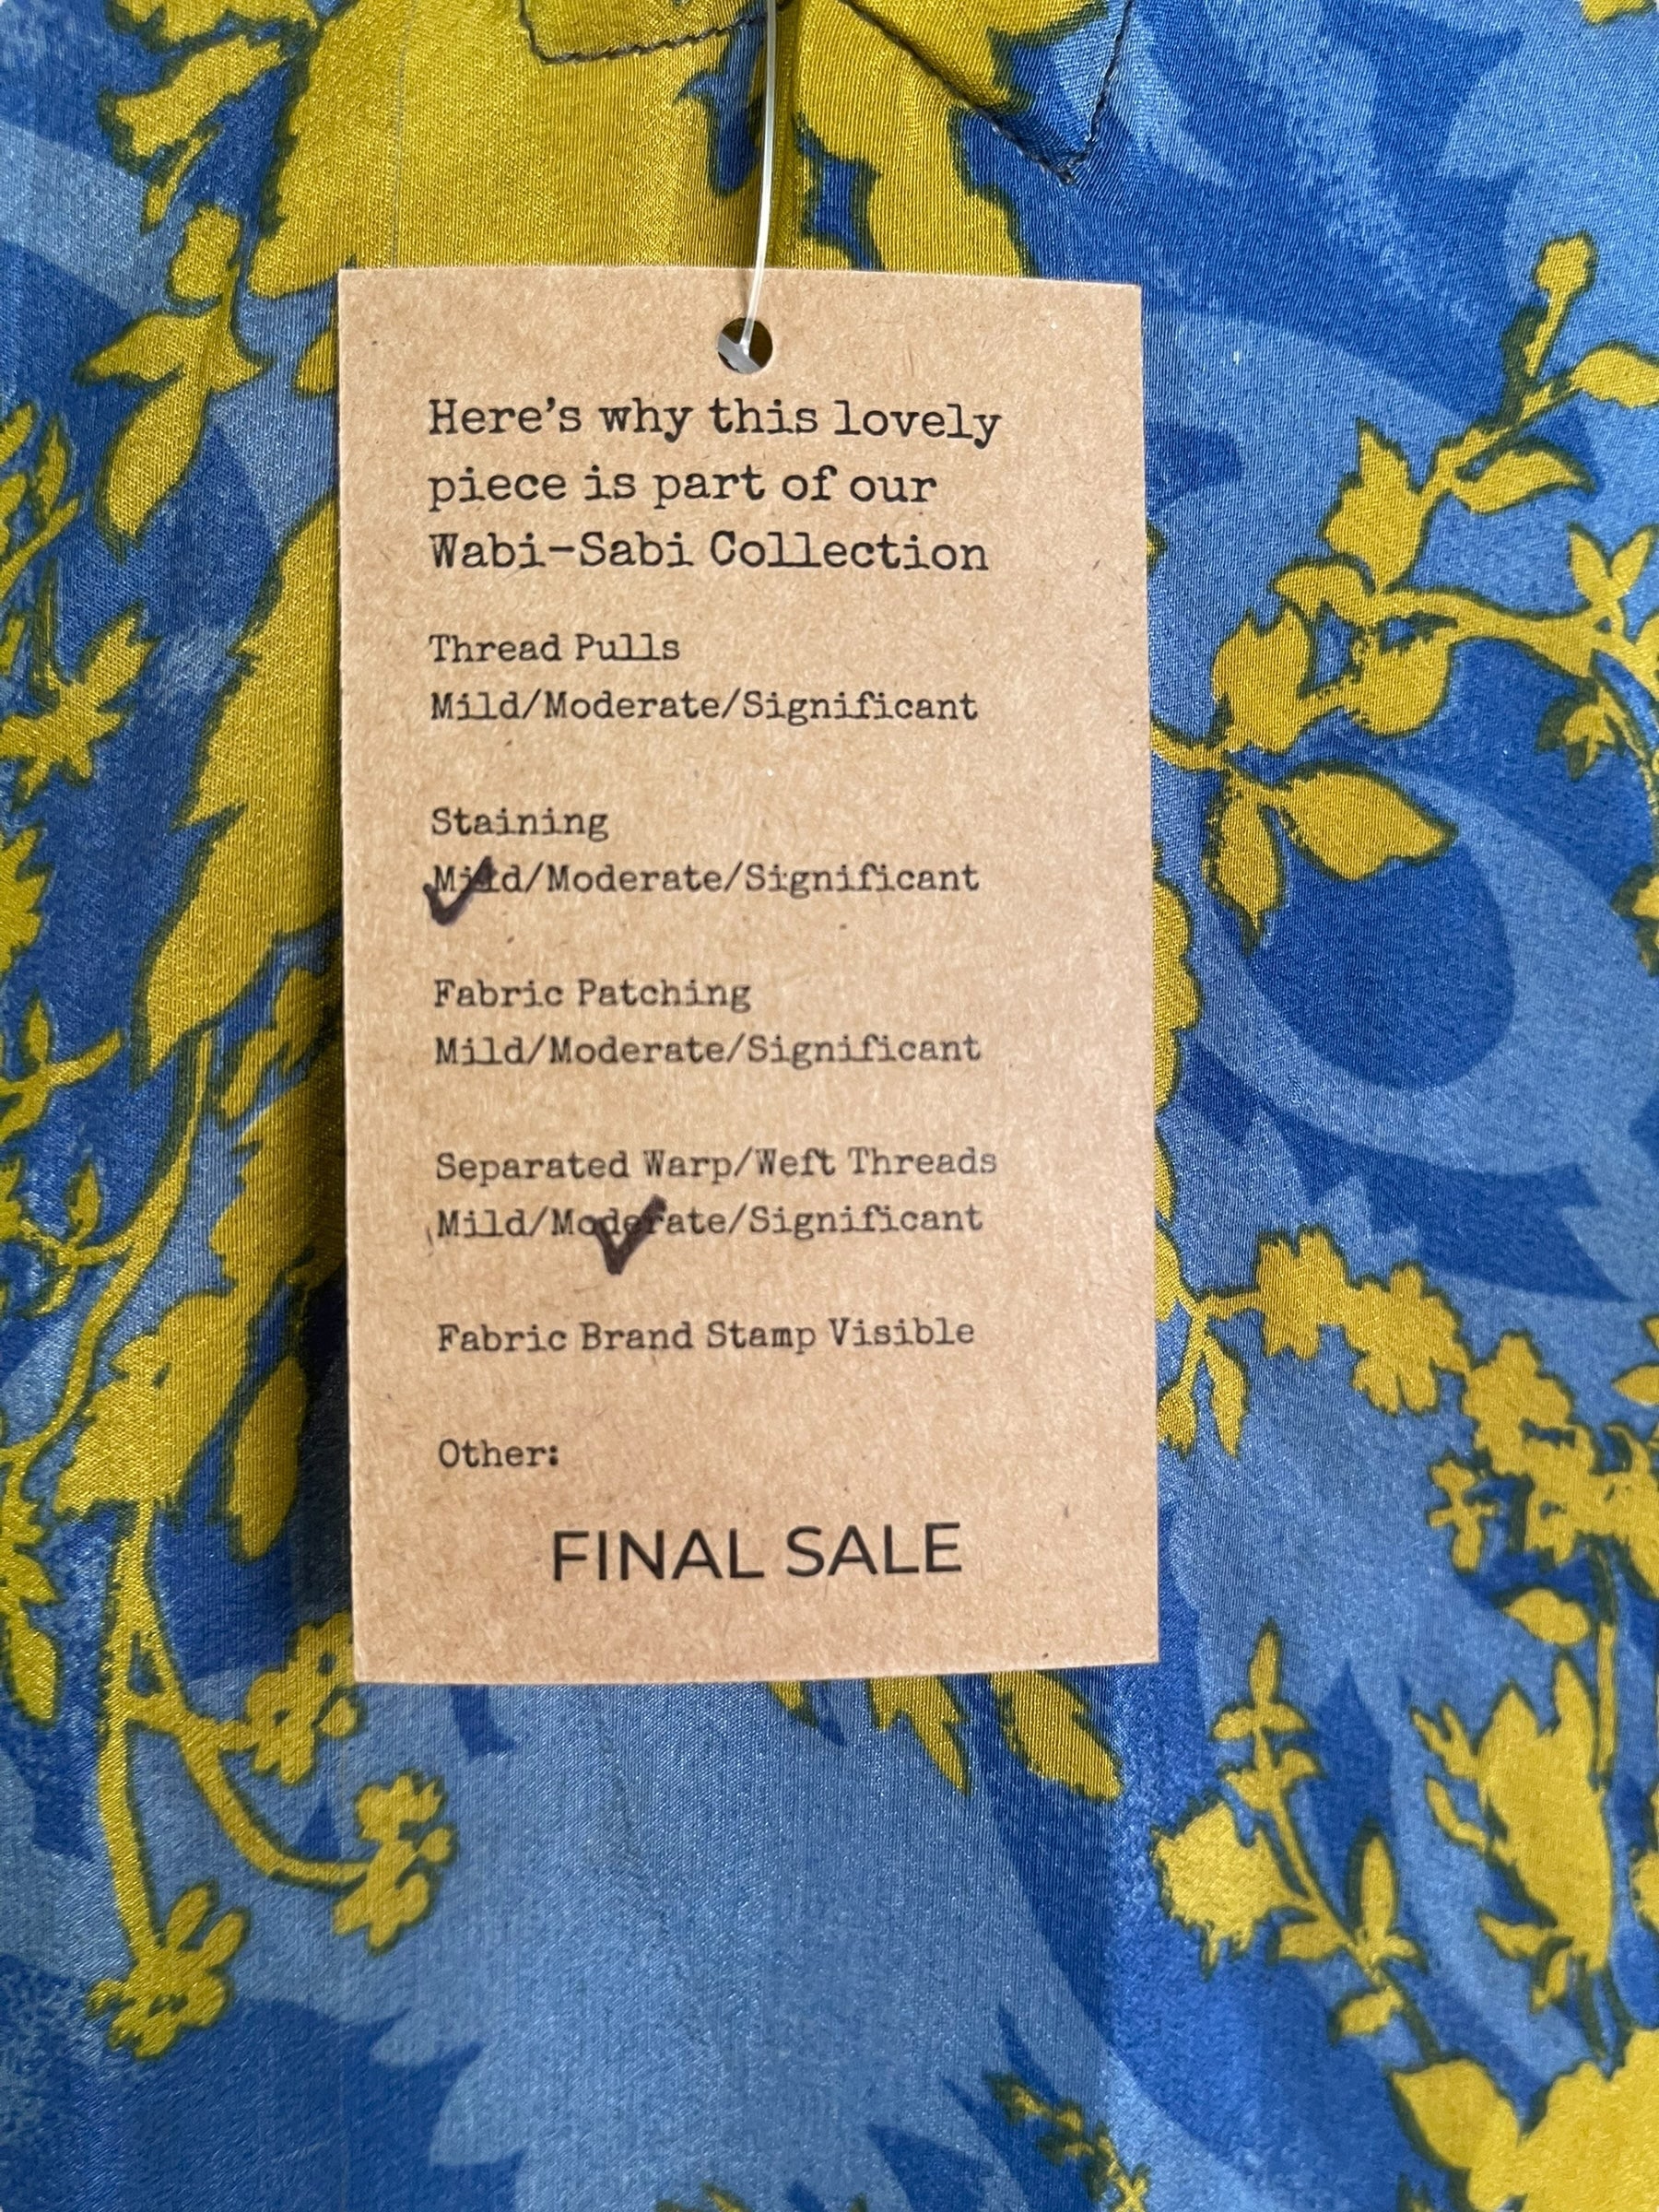 Here's why this lovely
piece is part of our
Wabi-Sabi Collection
Thread Pulls
Mild/Moderate/Significant
Staining
Mild/Moderate/Significant
Fabric Patching
Mild/Moderate/Significant
Separated Warp/Weft Threads
Mild/Moderate/Significant
Fabric Brand Stamp Visible
Other:
FINAL SALE